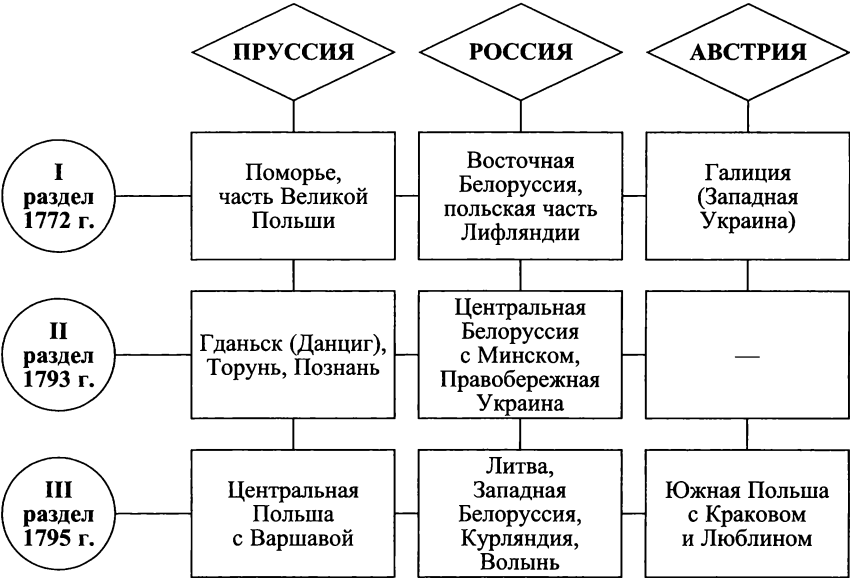 ПРУССИЯ
РОССИЯ
АВСТРИЯ
I
раздел
1772 г.
Поморье,
часть Великой
Польши
Восточная
Белоруссия,
польская часть
Лифляндии
Галиция
(Западная
Украина)
II
раздел
1793 г.
Гданьск (Данциг),
Торунь, Познань
Центральная
Белоруссия
с Минском,
Правобережная
Украина
—
III
раздел
1795 г.
Центральная
Польша
с Варшавой
Литва,
Западная
Белоруссия,
Курляндия,
Волынь
Южная Польша
с Краковом
и Люблином